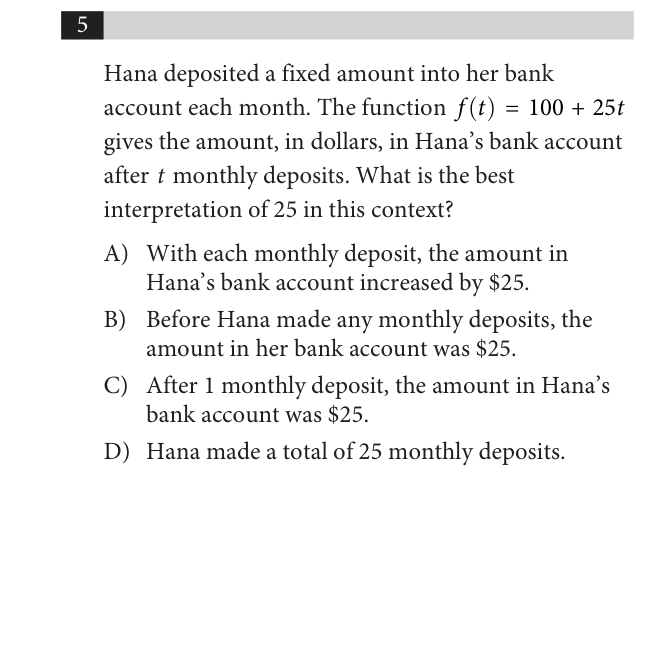 5
Hana deposited a fixed amount into her bank
account each month. The function f(t) = 100 + 25t
gives the amount, in dollars, in Hana’s bank account
after t monthly deposits. What is the best
interpretation of 25 in this context?
A) With each monthly deposit, the amount in
Hana’s bank account increased by $25.
B) Before Hana made any monthly deposits, the
amount in her bank account was $25.
C) After 1 monthly deposit, the amount in Hana’s
bank account was $25.
D) Hana made a total of 25 monthly deposits.